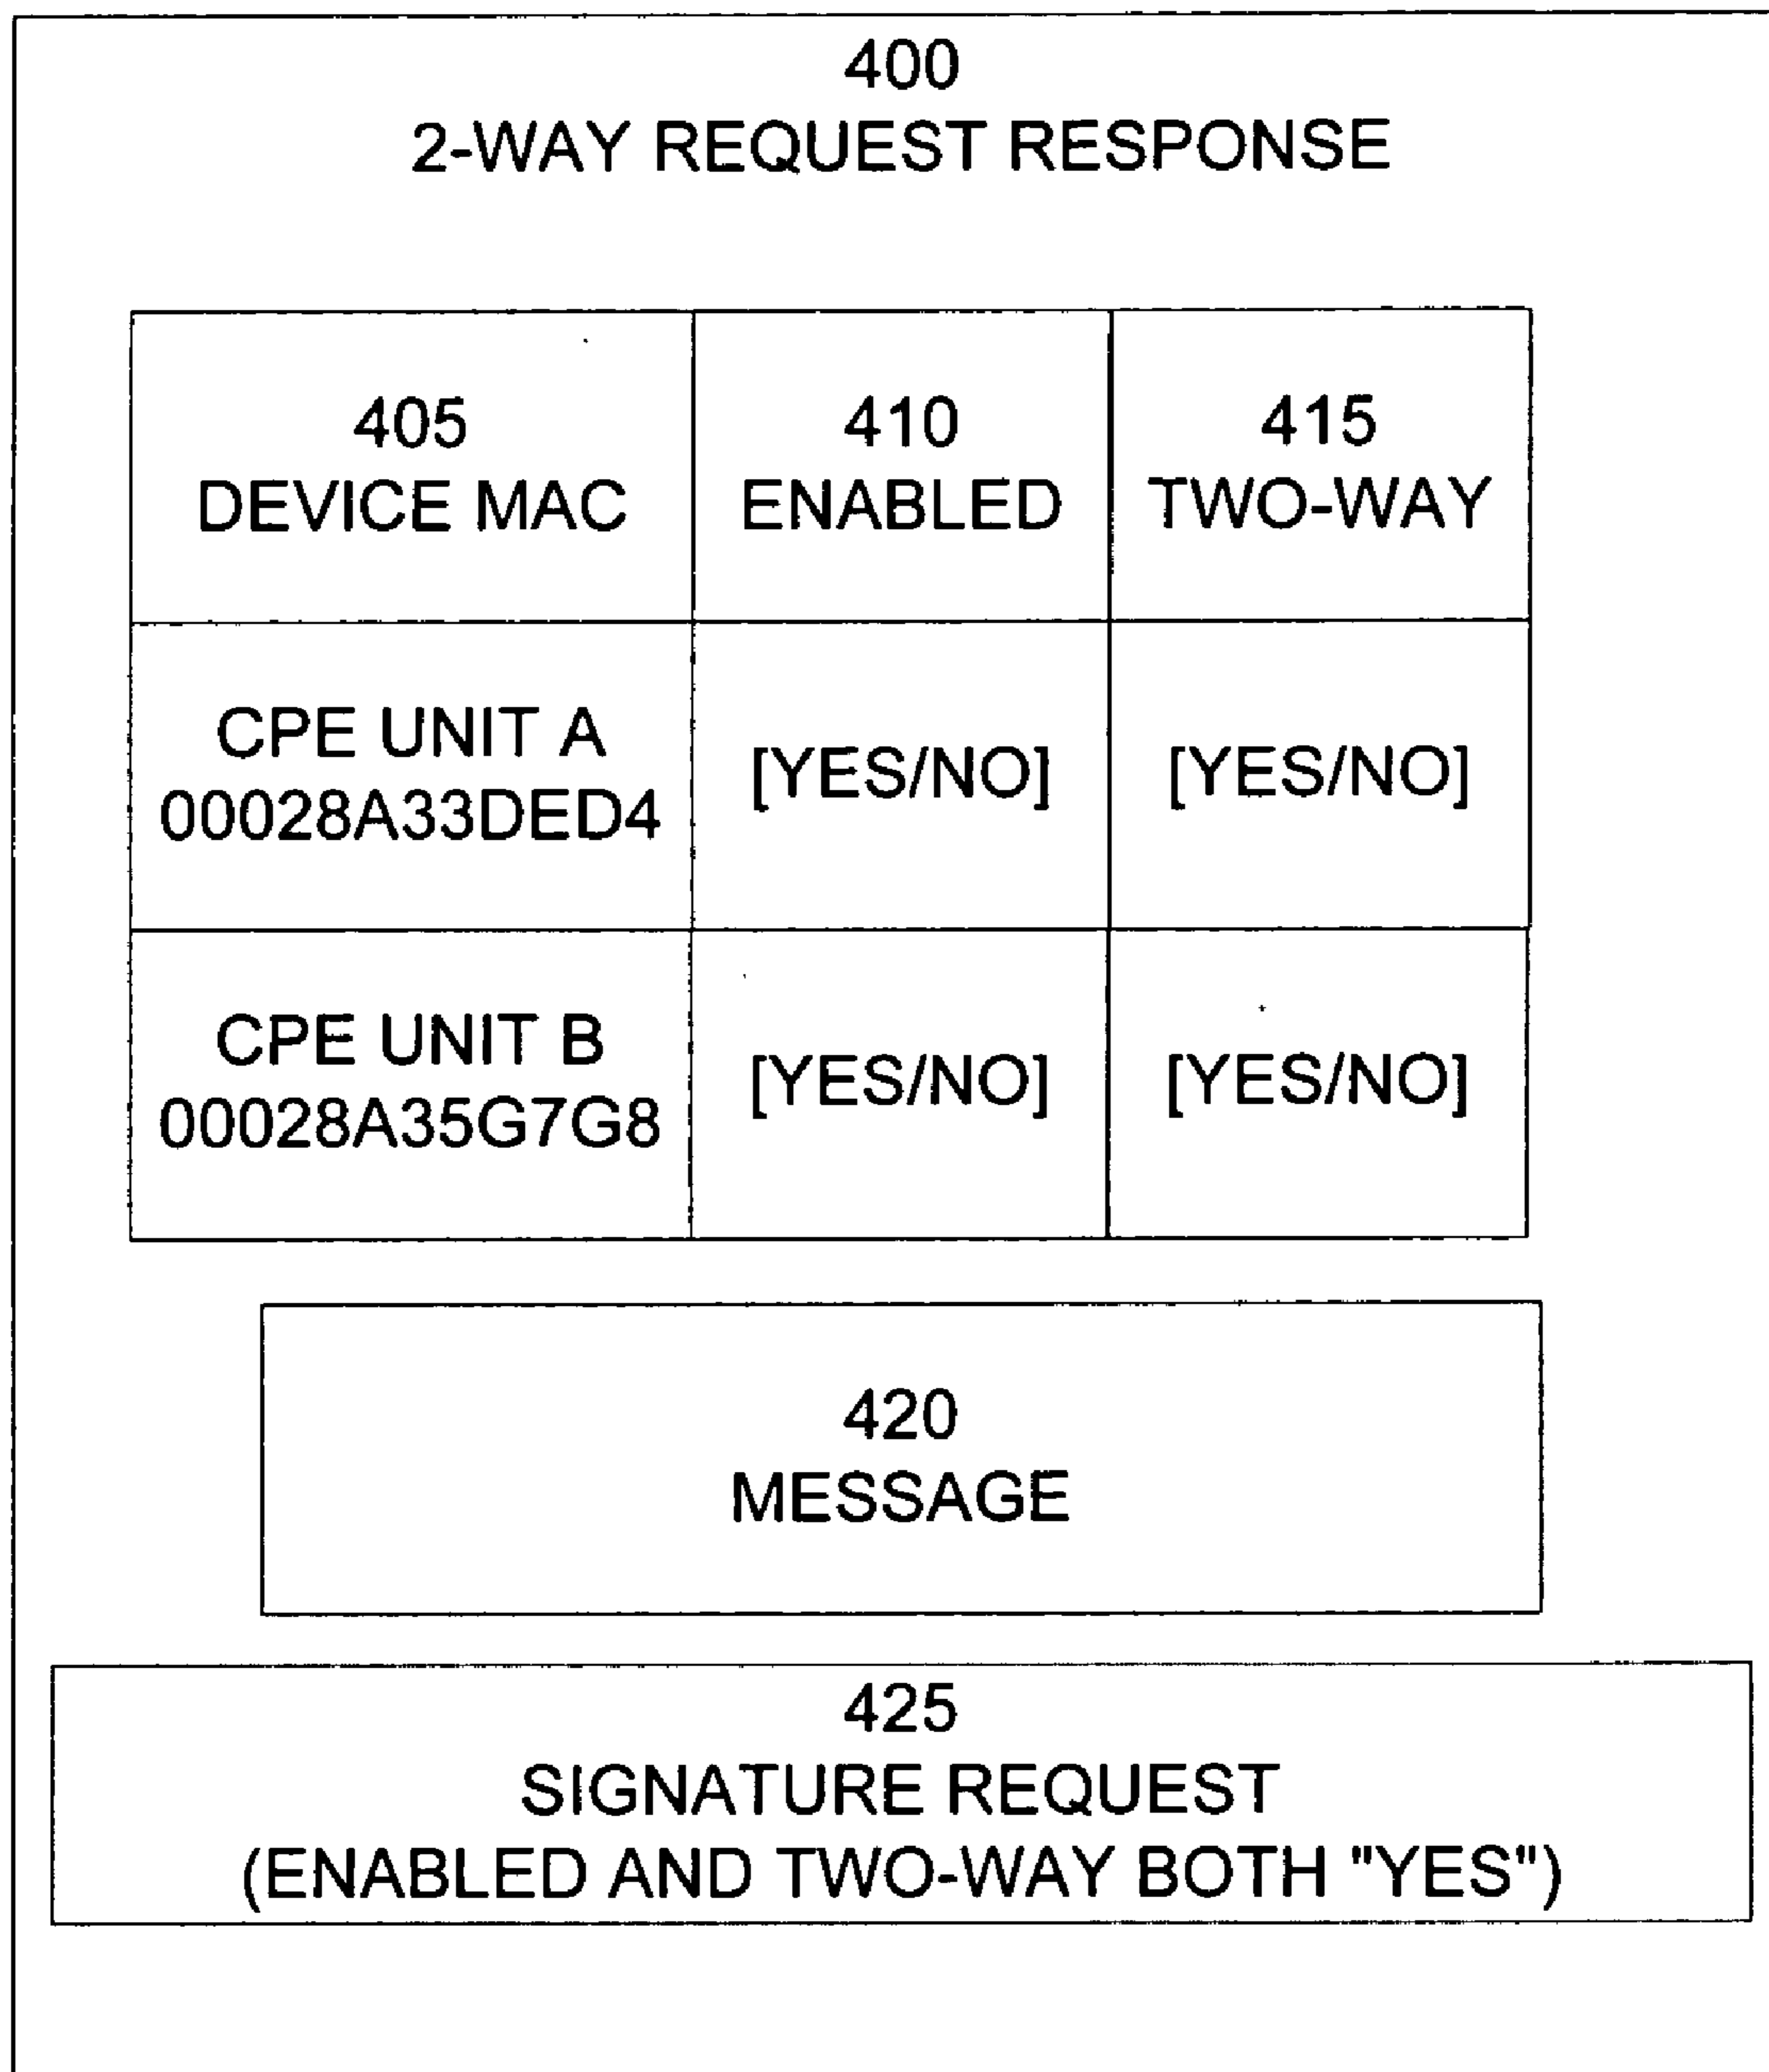 400
2-WAY REQUEST RESPONSE
405
DEVICE MAC
410
ENABLED
415
TWO-WAY
CPE UNIT A
00028A33DED4
[YES/NO]
[YES/NO]
CPE UNIT B
00028A35G7G8
[YES/NO]
[YES/NO]
420
MESSAGE
425
SIGNATURE REQUEST
(ENABLED AND TWO-WAY BOTH "YES")